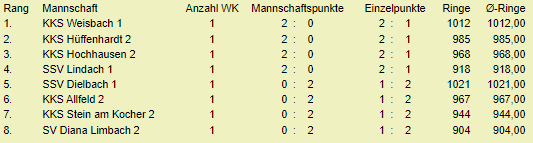 Rang Mannschaft Anzahl WK Mannschaftspunkte Einzelpunkte Ringe Ø-Ringe
1. KKS Weisbach 1 1 2 : 0 2 : 1 1012 1012,00
2. KKS Hüffenhardt 2 1 2 : 0 2 : 1 985 985,00
3. KKS Hochhausen 2 1 2 : 0 2 : 1 968 968,00
4. SSV Lindach 1 1 2 : 0 2 : 1 918 918,00
5. SSV Dielbach 1 1 0 : 2 1 : 2 1021 1021,00
6. KKS Allfeld 2 1 0 : 2 1 : 2 967 967,00
7. KKS Stein am Kocher 2 1 0 : 2 1 : 2 944 944,00
8. SV Diana Limbach 2 1 0 : 2 1 : 2 904 904,00